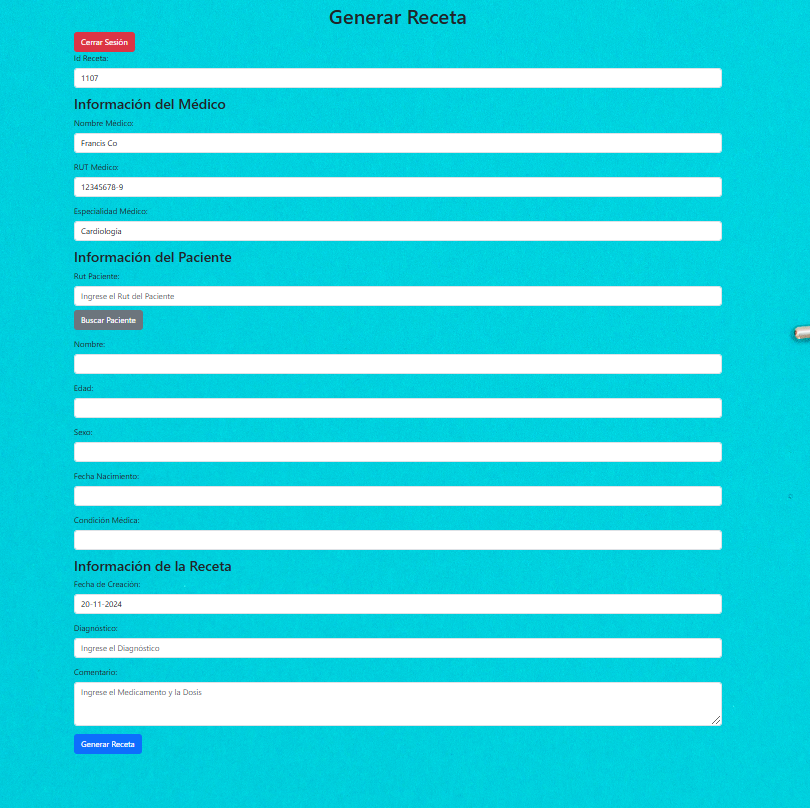 Generar Receta
Cerrar Sesión
Id Receta:
1107
Información del Médico
Nombre Médico:
Francis Co
RUT Médico:
12345678-9
Especialidad Médico:
Cardiologia
Información del Paciente
Rut Paciente:
Ingrese el Rut del Paciente
Buscar Paciente
Nombre:
Edad:
Sexo:
Fecha Nacimiento:
Condición Médica:
Información de la Receta
Fecha de Creación:
20-11-2024
Diagnóstico:
Ingrese el Diagnóstico
Comentario:
Ingrese el Medicamento y la Dosis
Generar Receta